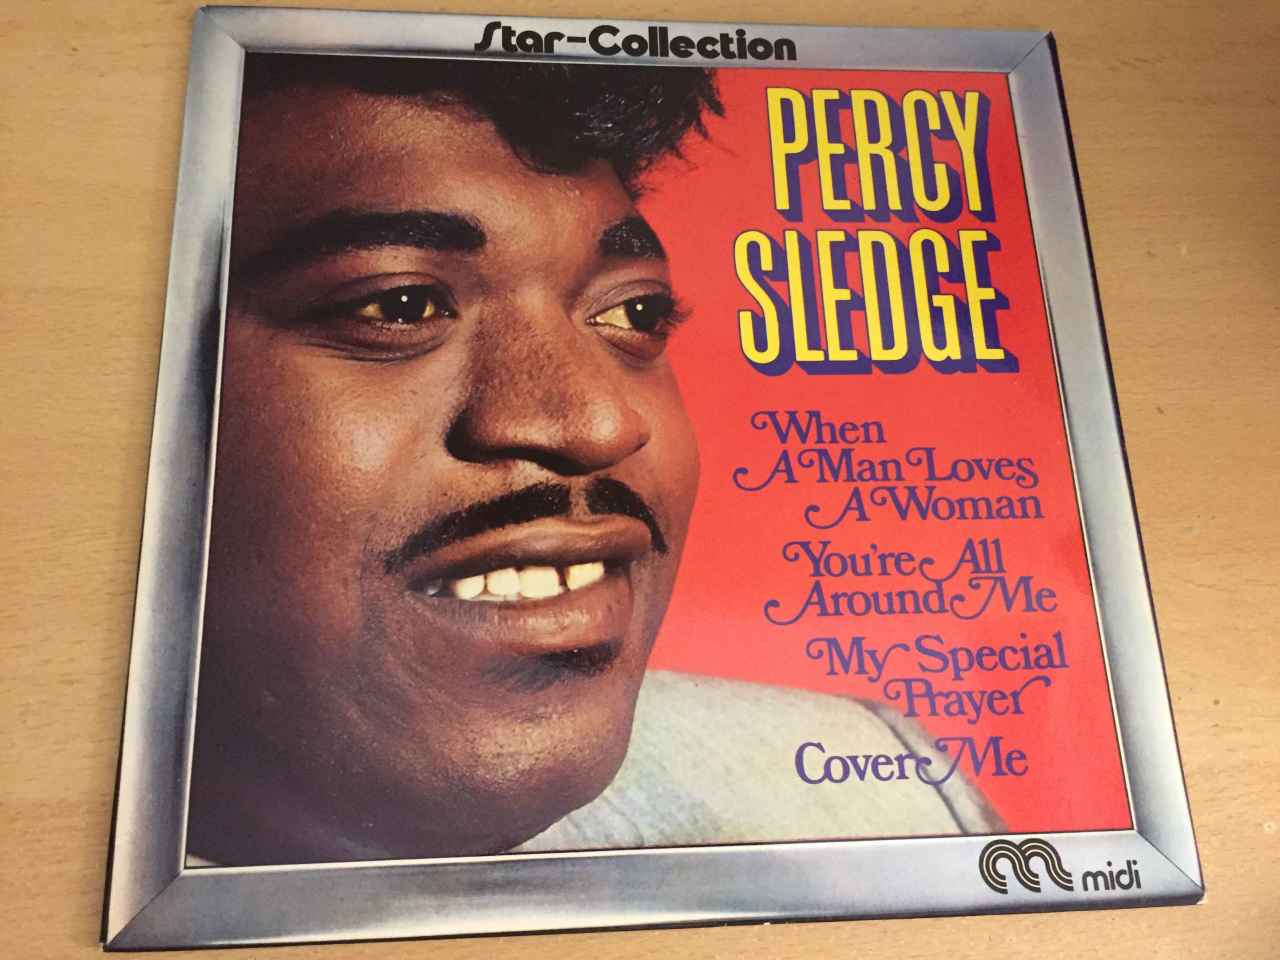 Star-Collection
PERCY
SLEDGE
When
A Man Loves
A Woman
You're All
Around Me
My Special
Prayer
Cover Me
midi